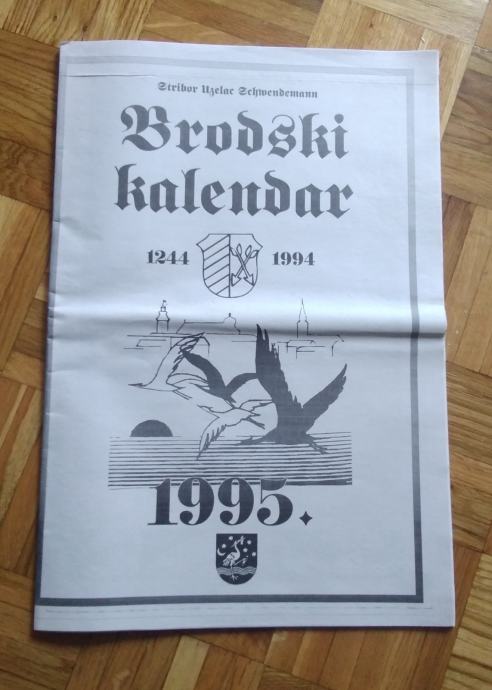 Stribor Uzelac Schwendemann
Brodski
kalendar
1244 1994
1995.